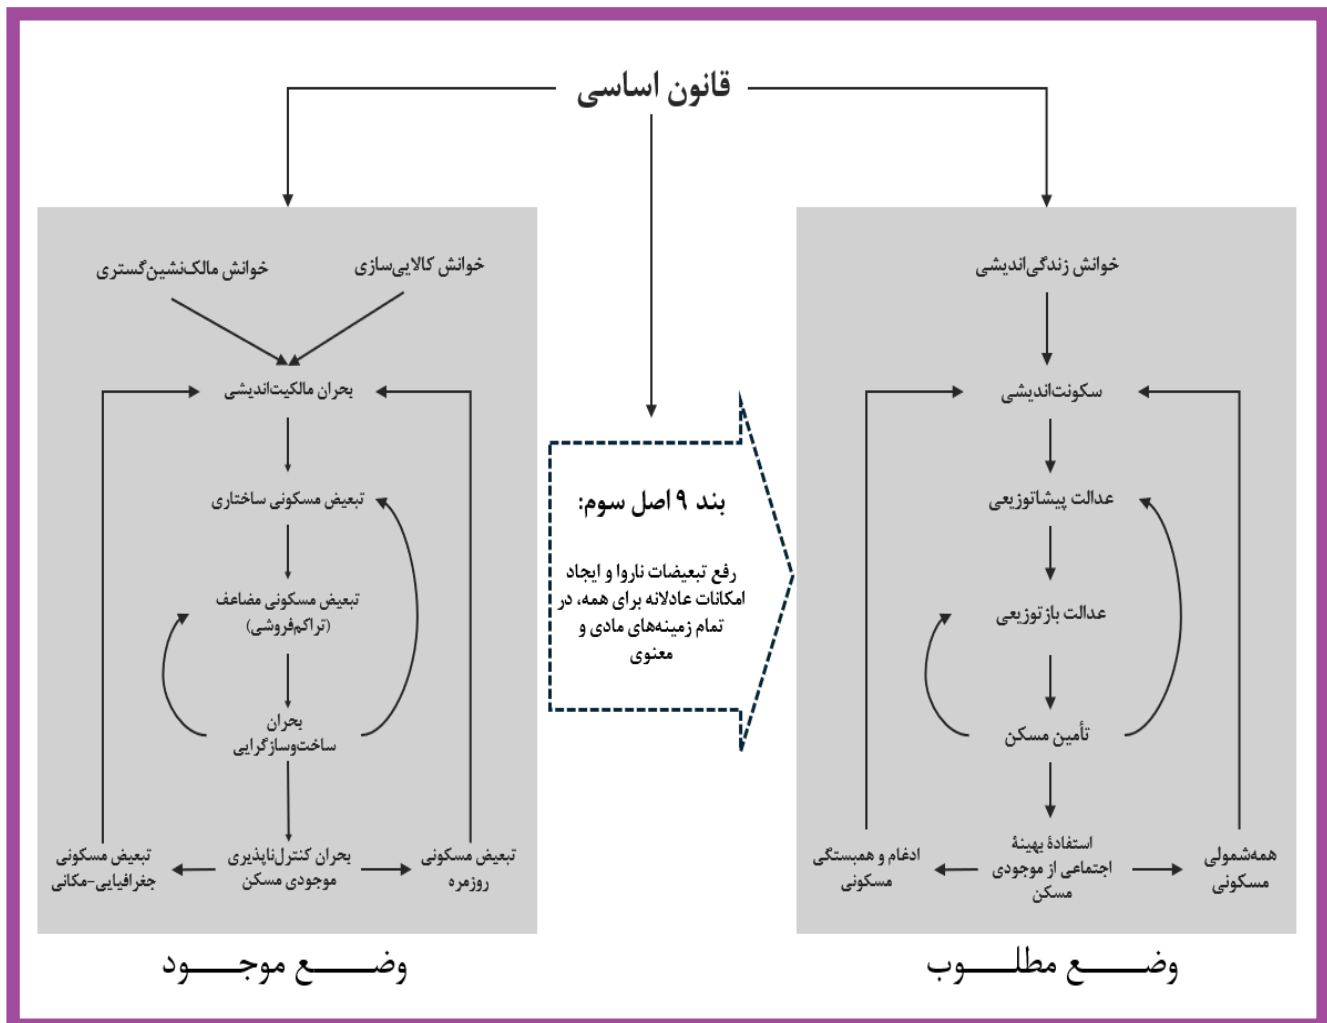 قانون اساسی
خوانش زندگی‌اندیشی
سکونت‌اندیشی
عدالت پیشاتوزیعی
عدالت بازتوزیعی
تأمین مسکن
استفادهٔ بهینهٔ
اجتماعی از موجودی
مسکن
همه‌شمولی
مسکونی
ادغام و همبستگی
مسکونی
وضـــــع مطلـــــوب
بند ۹ اصل سوم:
رفع تبعیضات ناروا و ایجاد
امکانات عادلانه برای همه، در
تمام زمینه‌های مادی و
معنوی
خوانش کالایی‌سازی
خوانش مالک‌نشین‌گستری
بحران مالکیت‌اندیشی
تبعیض مسکونی ساختاری
تبعیض مسکونی مضاعف
(تراکم‌فروشی)
بحران
ساخت‌وسازگرایی
بحران کنترل‌ناپذیری
موجودی مسکن
تبعیض مسکونی
روزمره
تبعیض مسکونی
جغرافیایی-مکانی
وضـــــع موجـــــود